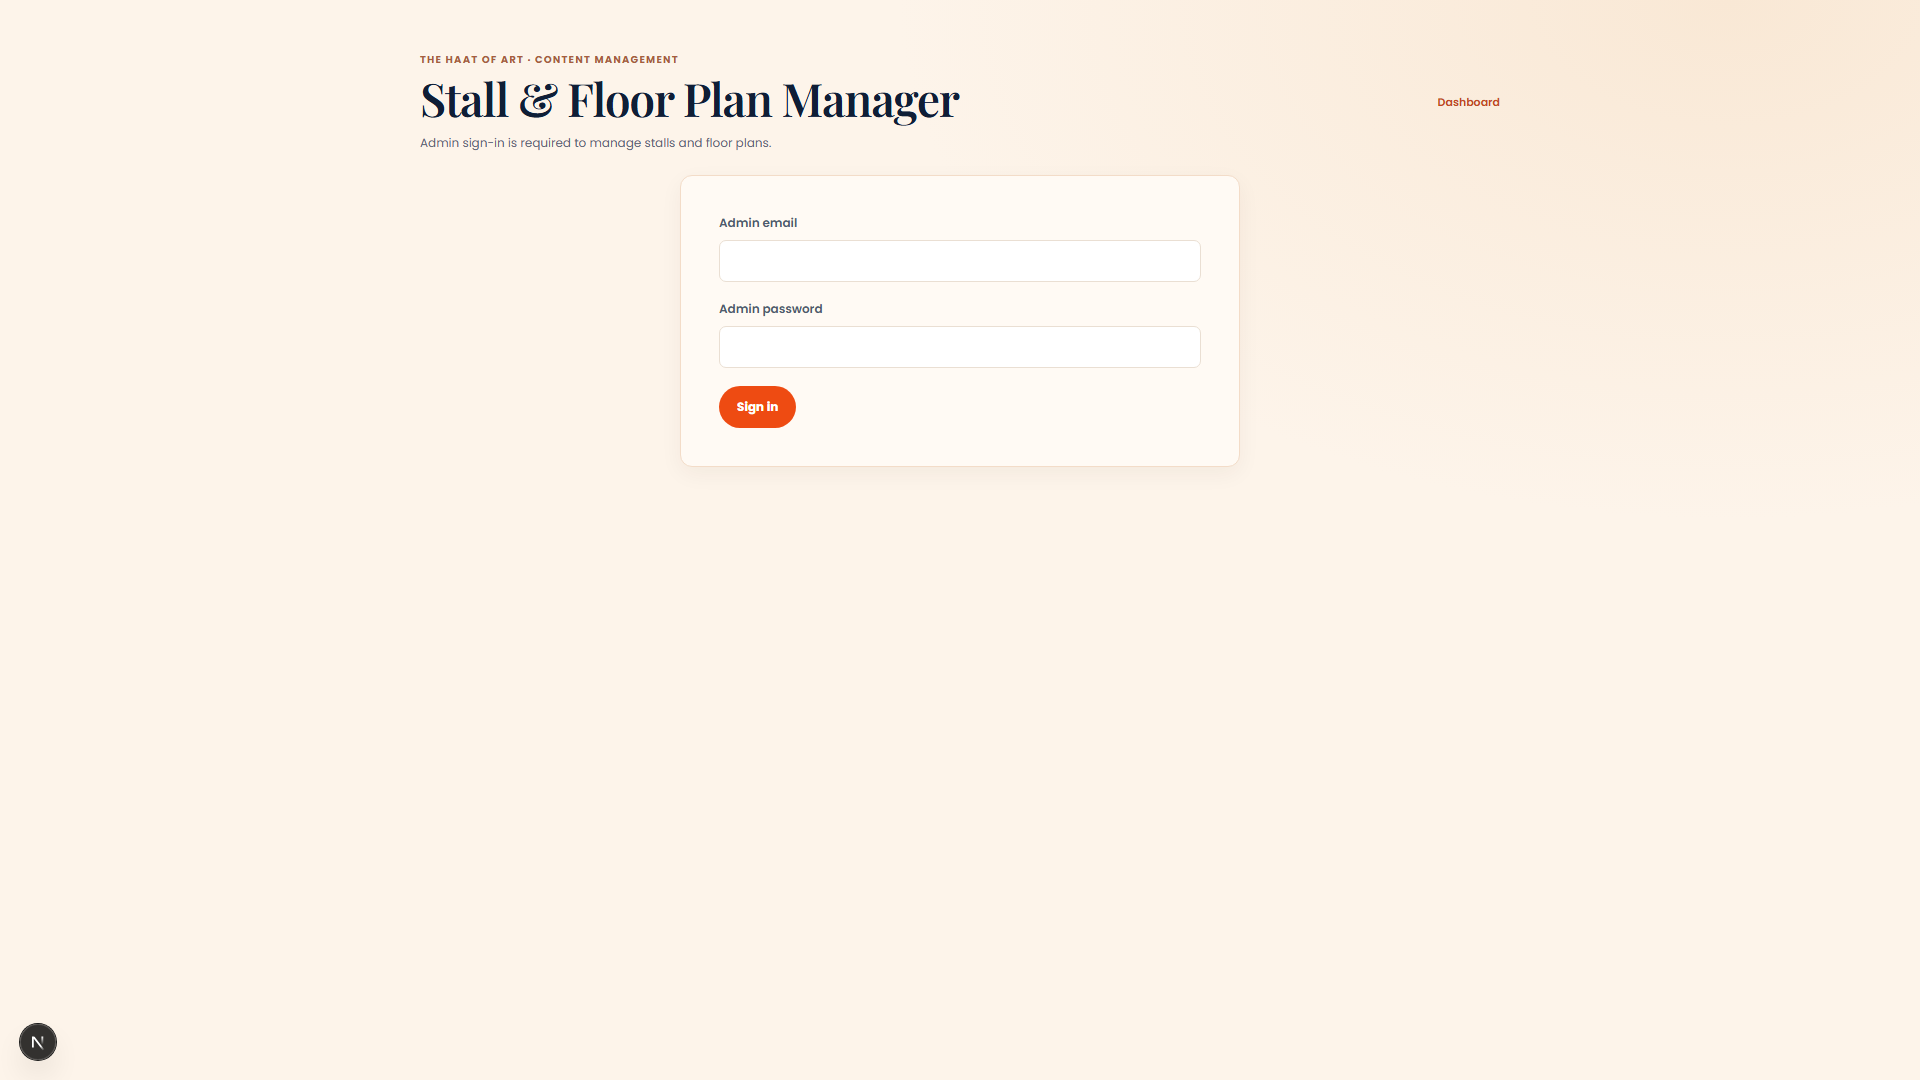 THE HAAT OF ART · CONTENT MANAGEMENT
Stall & Floor Plan Manager
Dashboard
Admin sign-in is required to manage stalls and floor plans.
Admin email
Admin password
Sign in
N